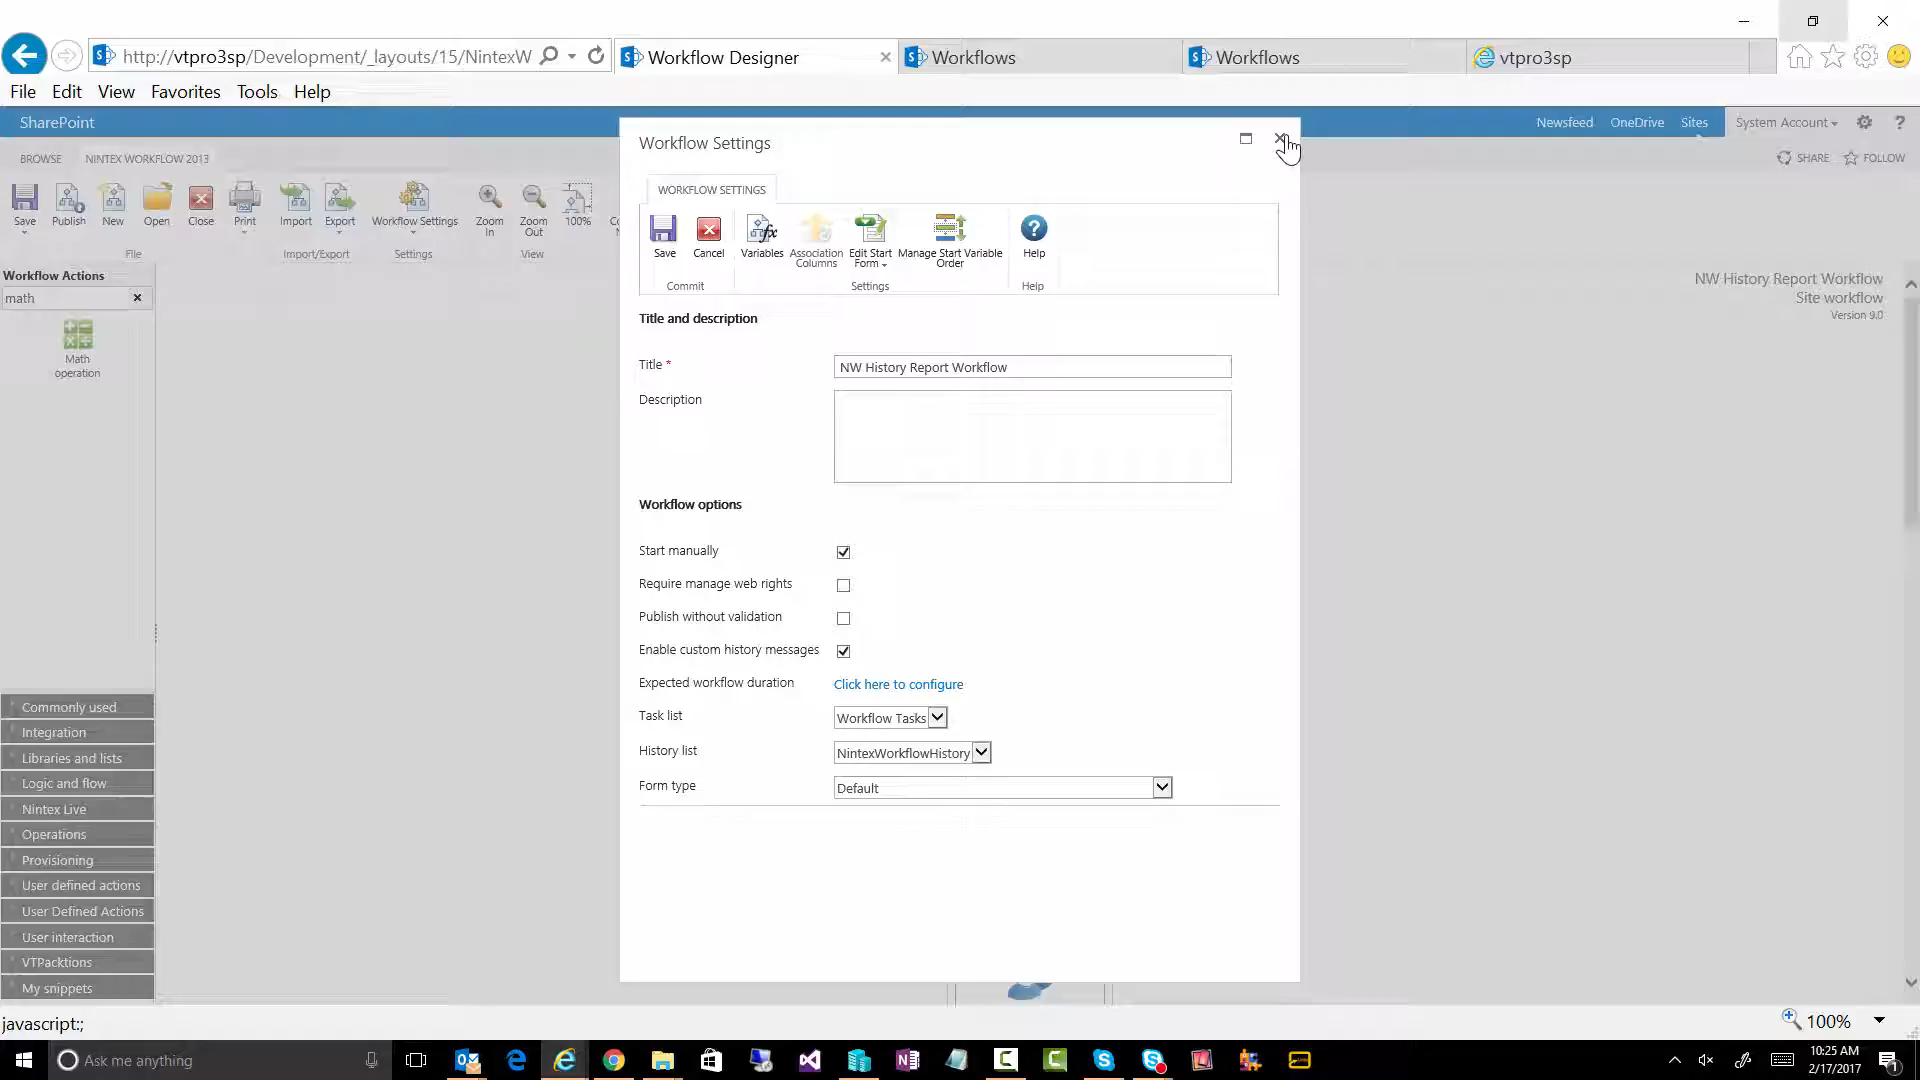 http://vtpro3sp/Development/_layouts/15/NintexW
Workflow Designer
Workflows
Workflows
vtpro3sp
File Edit View Favorites Tools Help
SharePoint
Newsfeed OneDrive Sites System Account ?
BROWSE NINTEX WORKFLOW 2013
SHARE FOLLOW
Save Publish New Open Close Print Import Export Workflow Settings Zoom In Zoom Out 100%
File Import/Export Settings View
Workflow Actions
math
Math operation
Commonly used
Integration
Libraries and lists
Logic and flow
Nintex Live
Operations
Provisioning
User defined actions
User Defined Actions
User interaction
VTPacktions
My snippets
Workflow Settings
WORKFLOW SETTINGS
Save Cancel Variables Association Columns Edit Start Form Manage Start Variable Order Help
Commit Settings Help
Title and description
Title * NW History Report Workflow
Description
Workflow options
Start manually
Require manage web rights
Publish without validation
Enable custom history messages
Expected workflow duration Click here to configure
Task list Workflow Tasks
History list NintexWorkflowHistory
Form type Default
NW History Report Workflow
Site workflow
Version 9.0
javascript:;
100%
Ask me anything
10:25 AM
2/17/2017